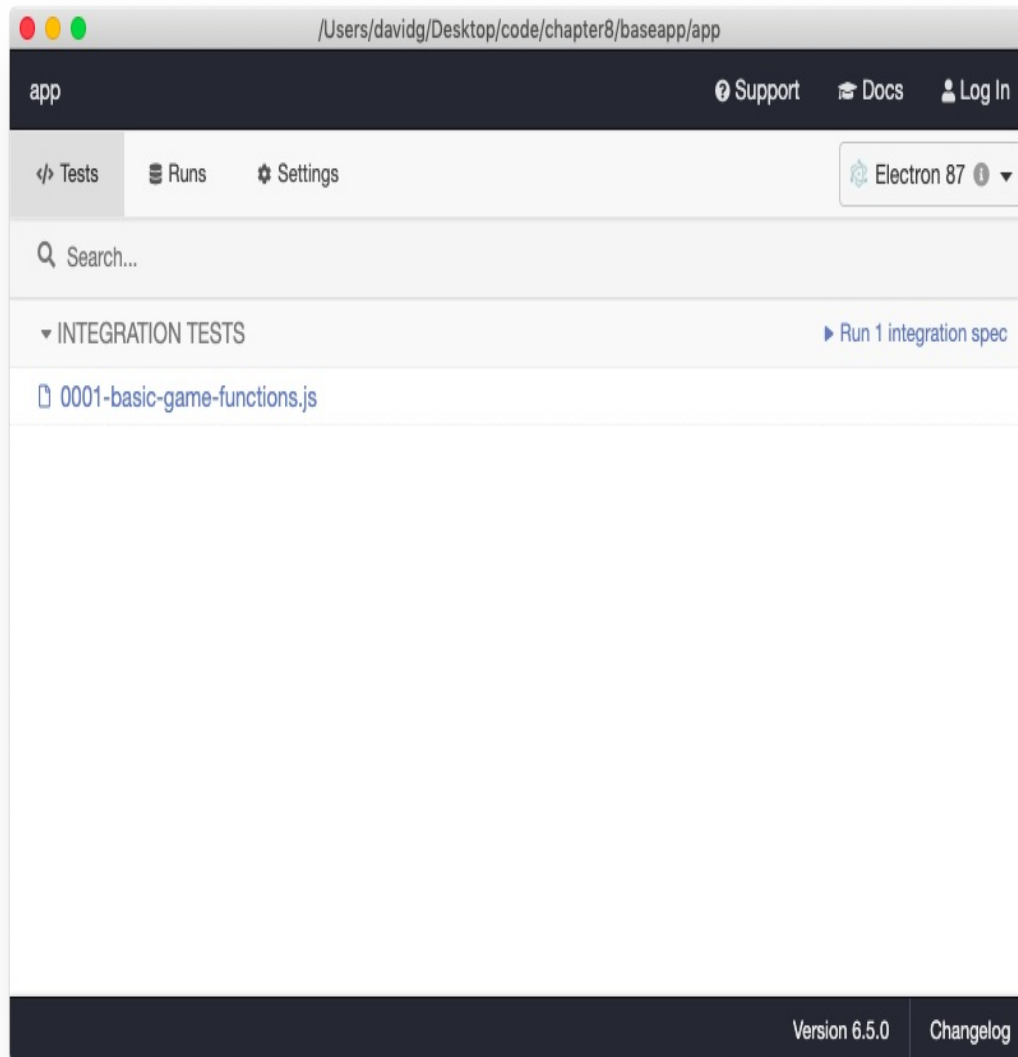 /Users/davidg/Desktop/code/chapter8/baseapp/app
app Support Docs Log In
</> Tests Runs Settings Electron 87
Search...
INTEGRATION TESTS Run 1 integration spec
0001-basic-game-functions.js
Version 6.5.0 Changelog